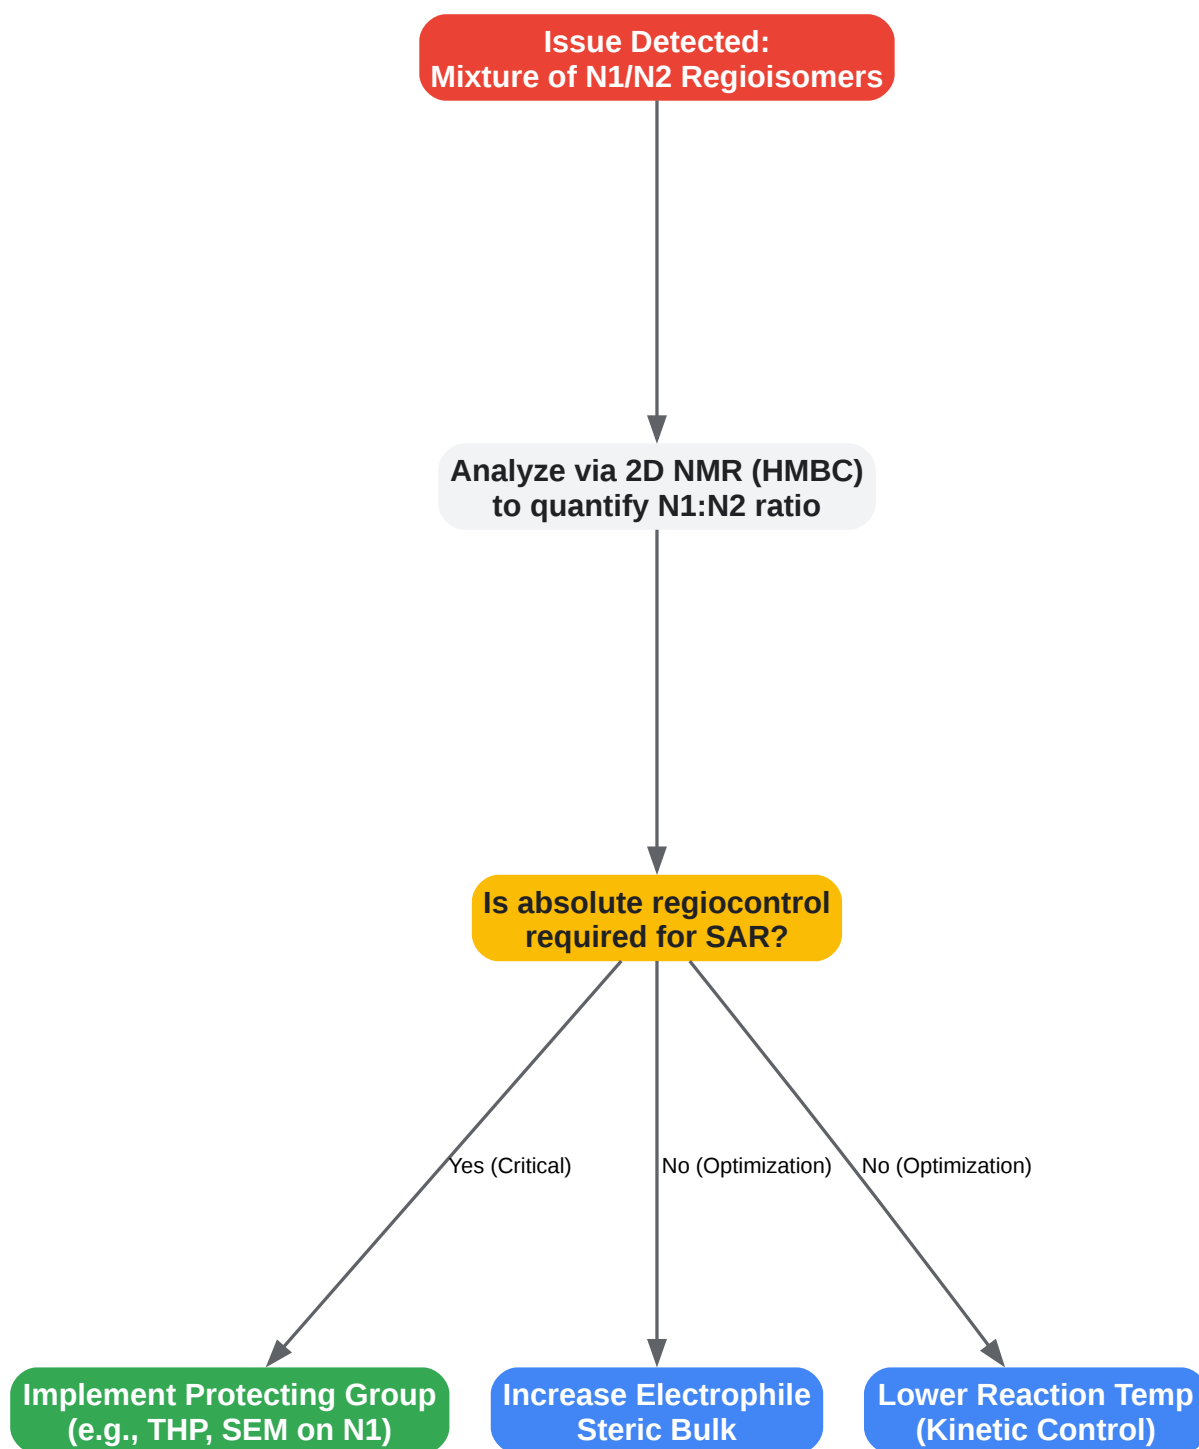 Issue Detected:
Mixture of N1/N2 Regioisomers
Analyze via 2D NMR (HMBC)
to quantify N1:N2 ratio
Is absolute regiocontrol
required for SAR?
Yes (Critical)
No (Optimization)
No (Optimization)
Implement Protecting Group
(e.g., THP, SEM on N1)
Increase Electrophile
Steric Bulk
Lower Reaction Temp
(Kinetic Control)